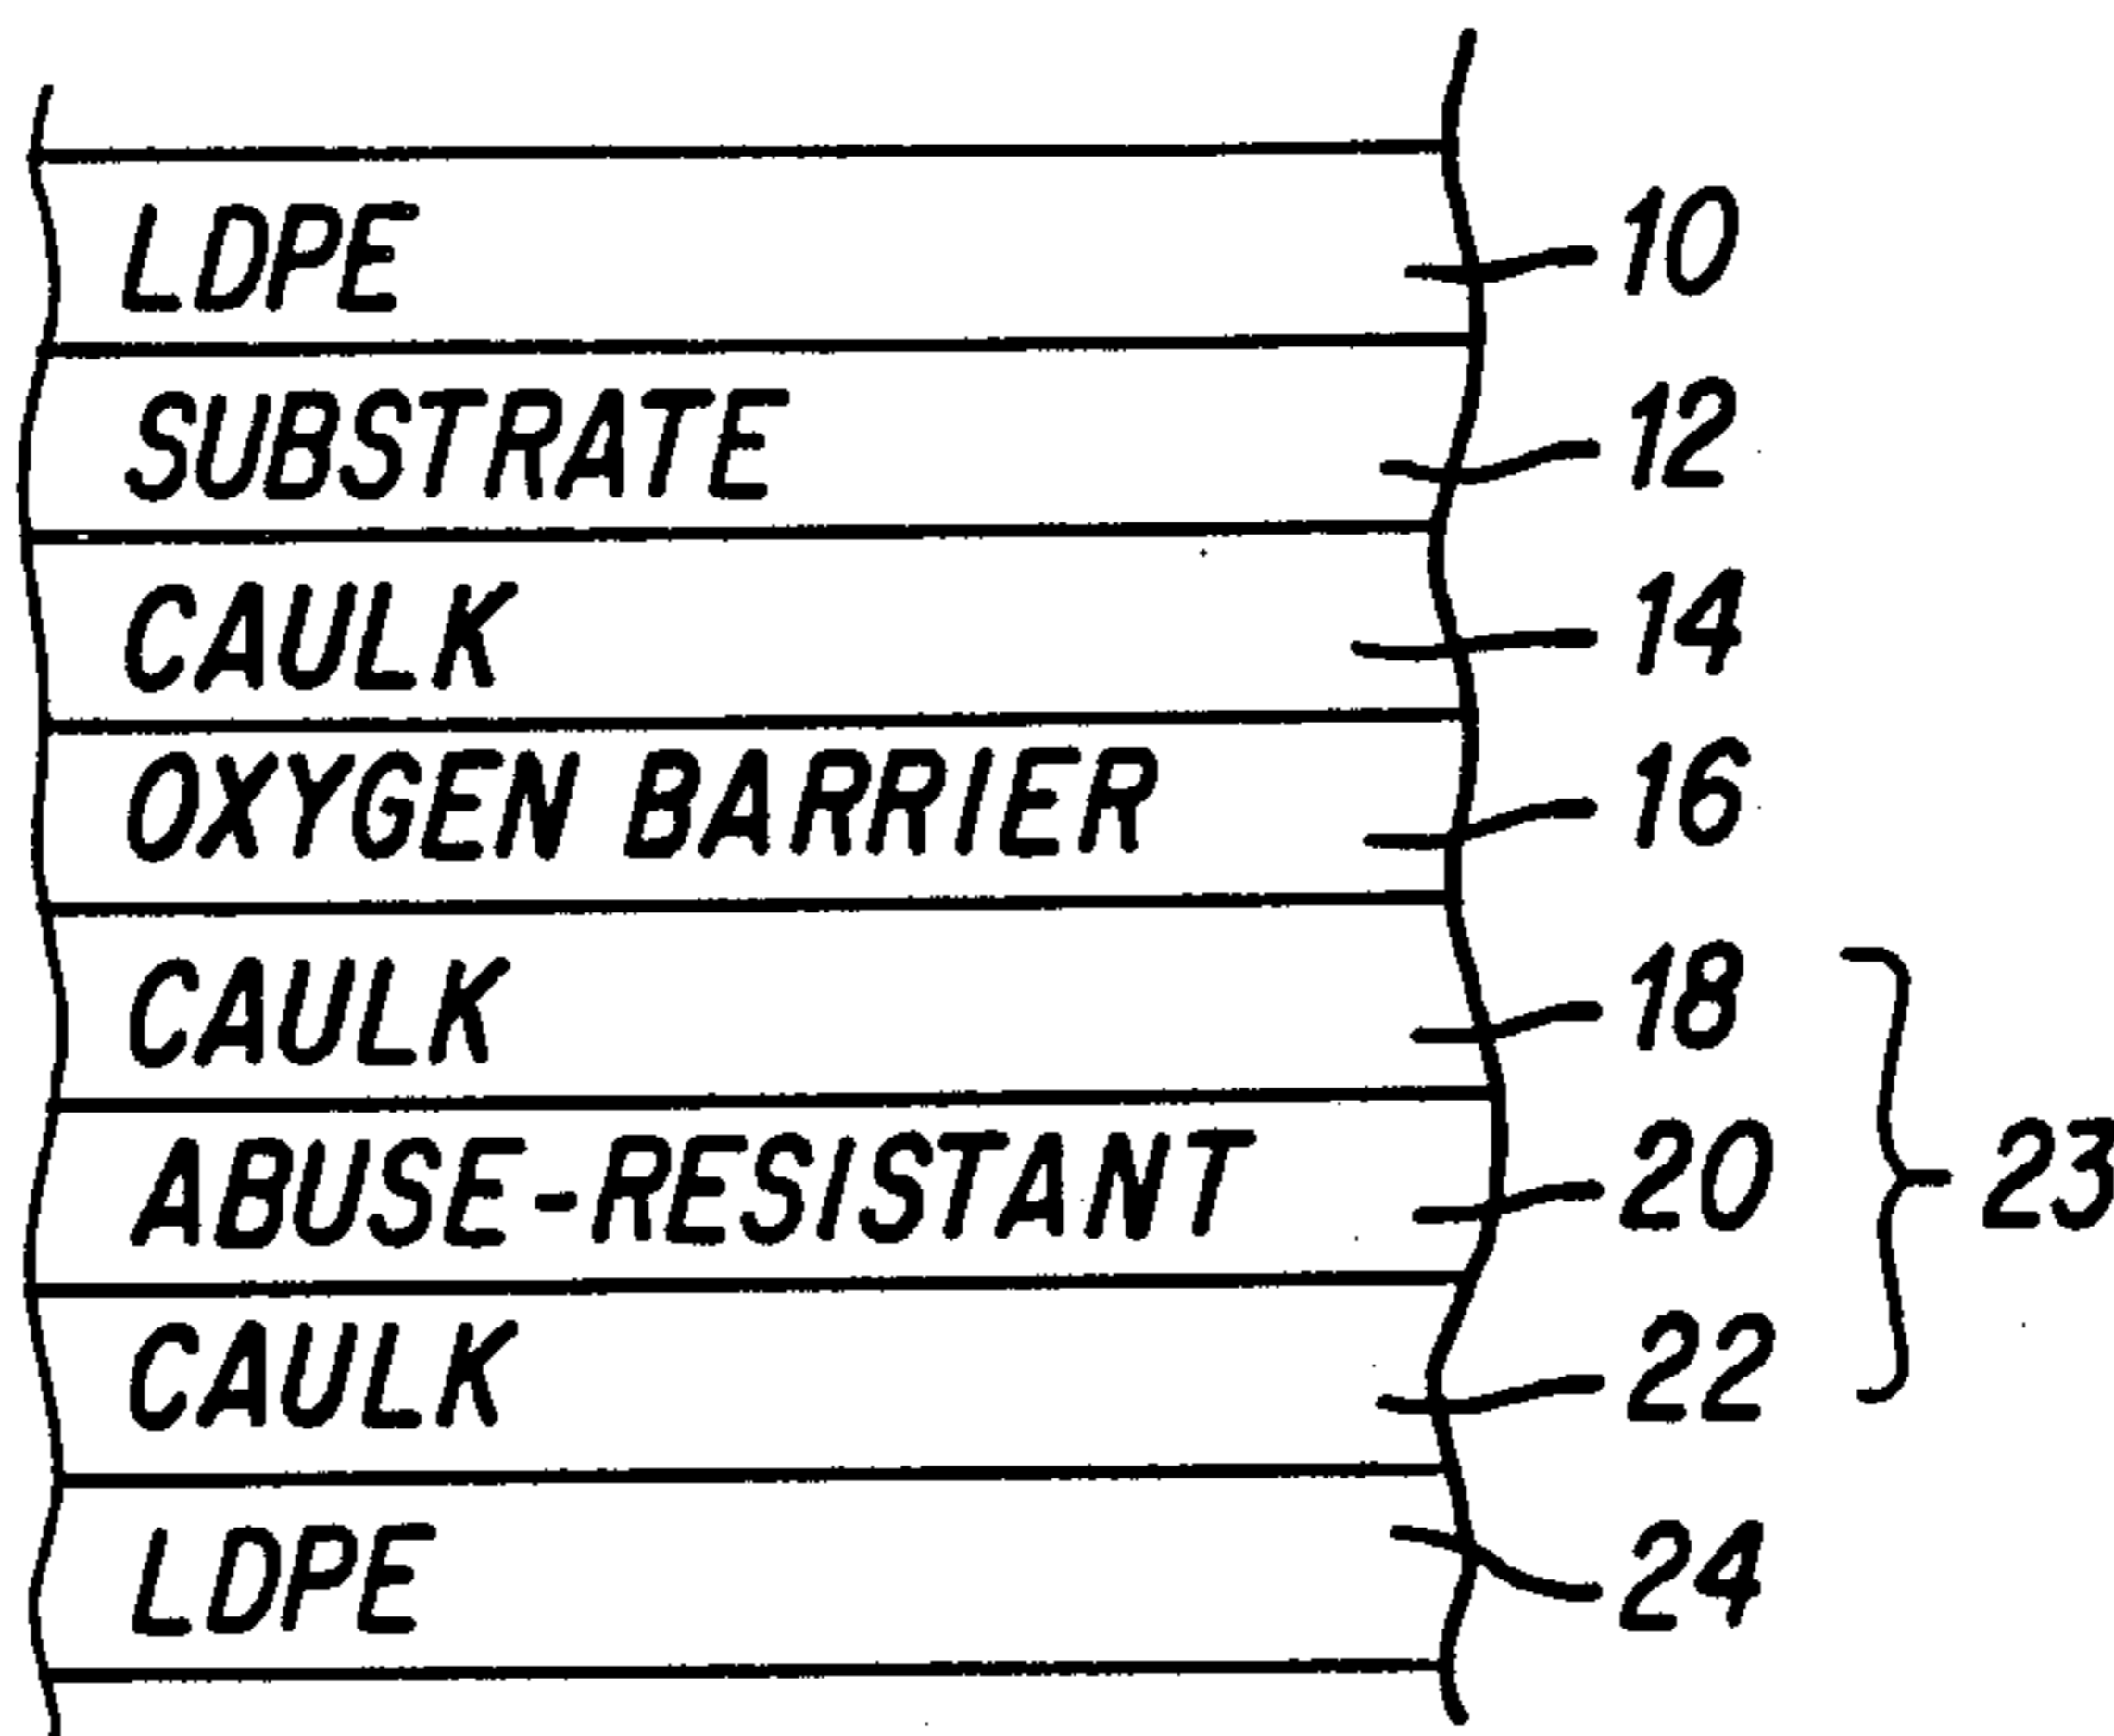 LDPE 10
SUBSTRATE 12
CAULK 14
OXYGEN BARRIER 16
CAULK 18
ABUSE-RESISTANT 20 23
CAULK 22
LDPE 24